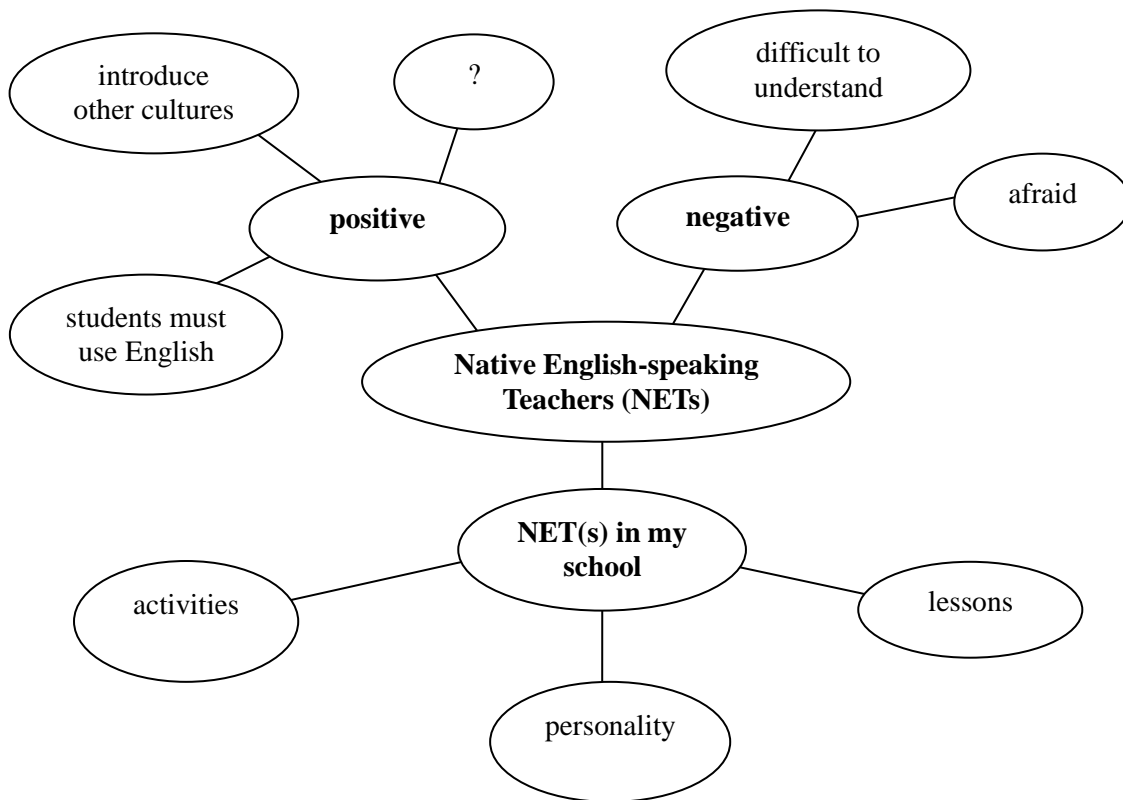 introduce
other cultures
?
difficult to
understand
positive
negative
afraid
students must
use English
Native English-speaking
Teachers (NETs)
NET(s) in my
school
activities
lessons
personality